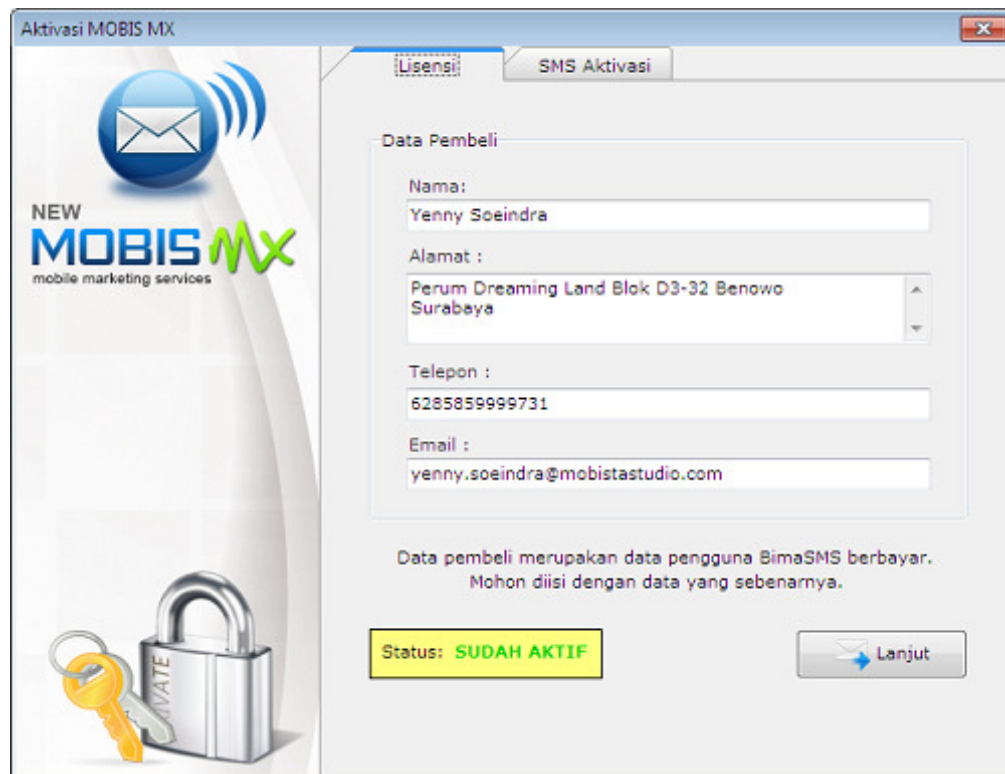 Aktivasi MOBIS MX
Lisensi
SMS Aktivasi
NEW
MOBIS MX
mobile marketing services
Data Pembeli
Nama:
Yenny Soeindra
Alamat :
Perum Dreaming Land Blok D3-32 Benowo
Surabaya
Telepon :
6285859999731
Email :
yenny.soeindra@mobistastudio.com
Data pembeli merupakan data pengguna BimaSMS berbayar.
Mohon diisi dengan data yang sebenarnya.
Status: SUDAH AKTIF
Lanjut